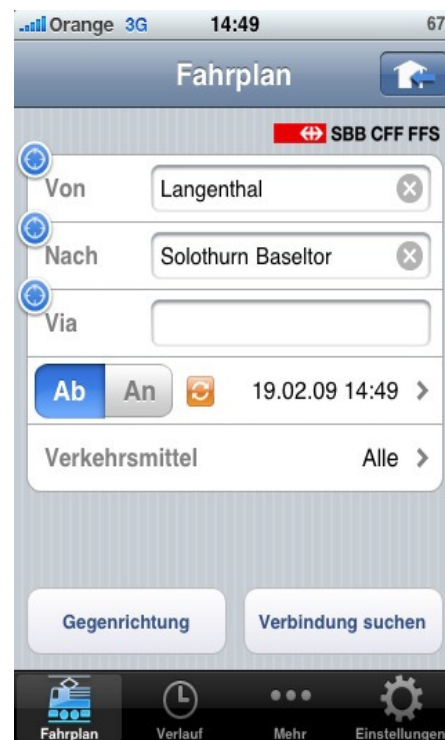 Orange 3G 14:49 67
Fahrplan
SBB CFF FFS
Von Langenthal
Nach Solothurn Baseltor
Via
Ab An 19.02.09 14:49
Verkehrsmittel Alle
Gegenrichtung Verbindung suchen
Fahrplan Verlauf Mehr Einstellungen